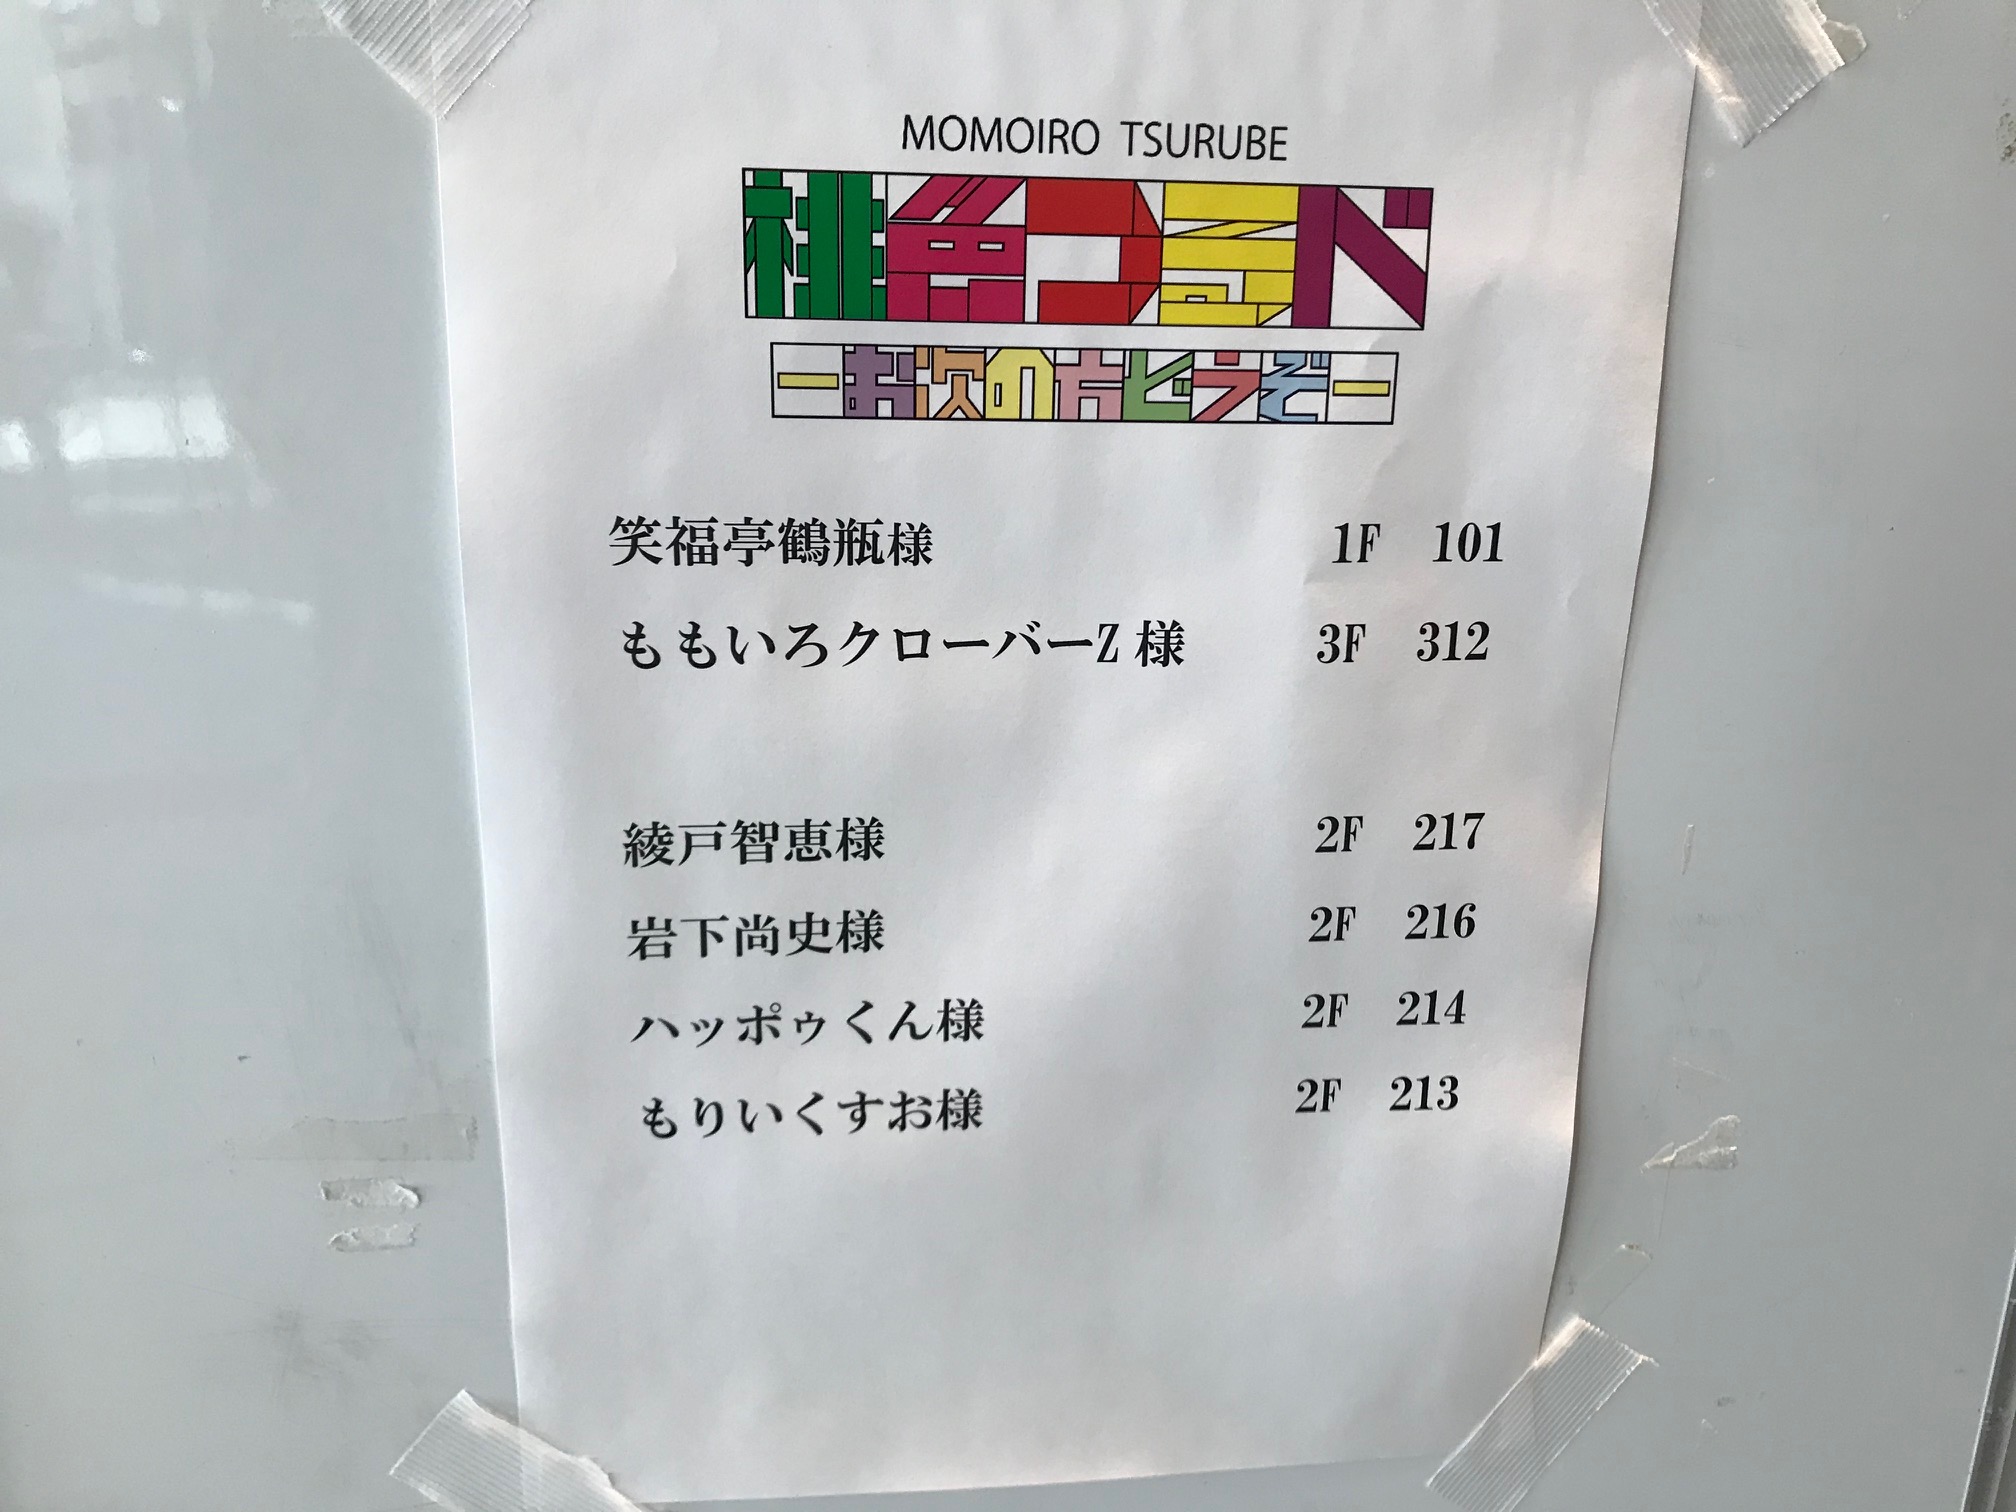 MOMOIRO TSURUBE
桃色つるべ
ーお次の方どうぞー
笑福亭鶴瓶様 1F 101
ももいろクローバーZ 様 3F 312
綾戸智恵様 2F 217
岩下尚史様 2F 216
ハッポゥくん様 2F 214
もりいくすお様 2F 213